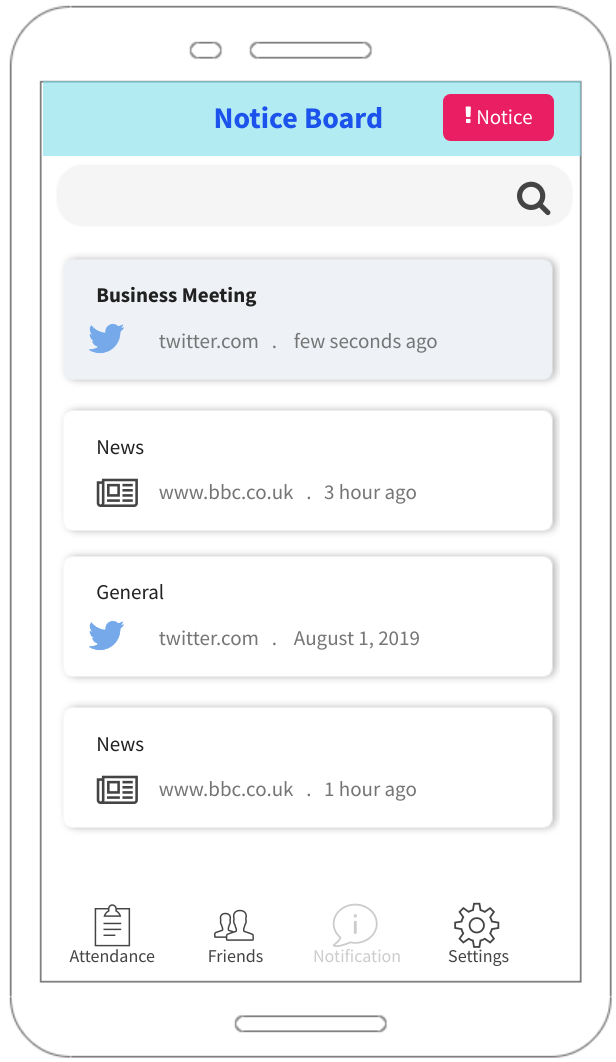 Notice Board
! Notice
Business Meeting
twitter.com . few seconds ago
News
www.bbc.co.uk . 3 hour ago
General
twitter.com . August 1, 2019
News
www.bbc.co.uk . 1 hour ago
Attendance Friends Notification Settings